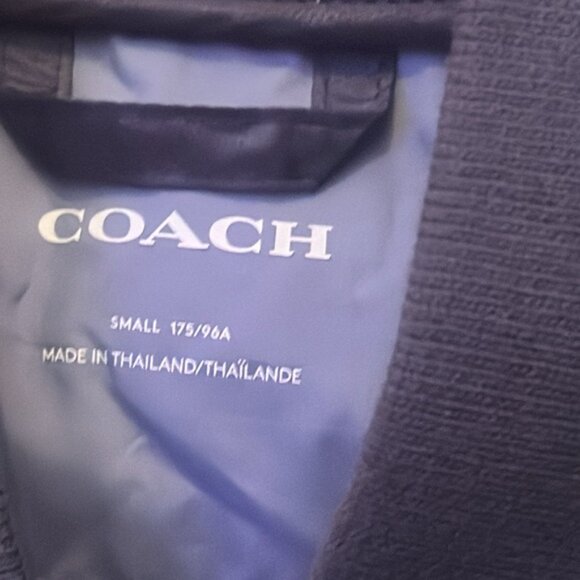 COACH
SMALL 175/96A
MADE IN THAILAND/THAÏLANDE